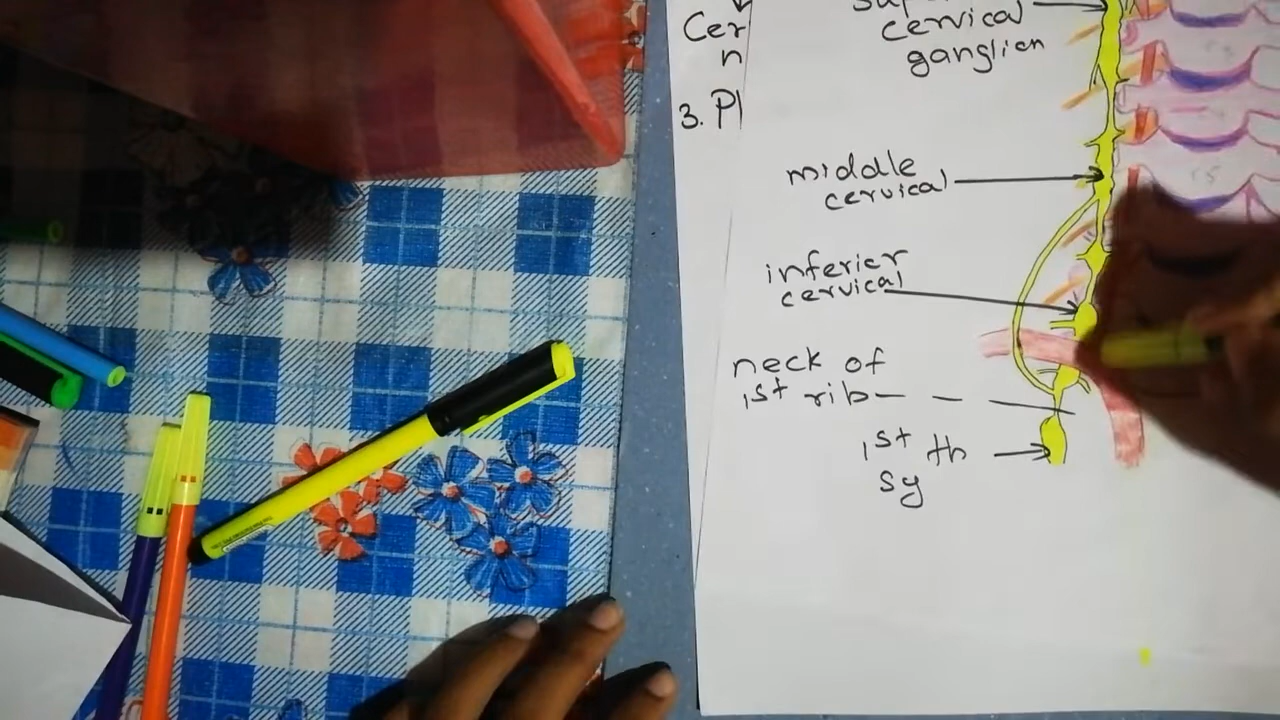 Cer
n
3. Pl
cervical
ganglion
middle
cervical
inferior
cervical
neck of
1st rib
1st th
sy